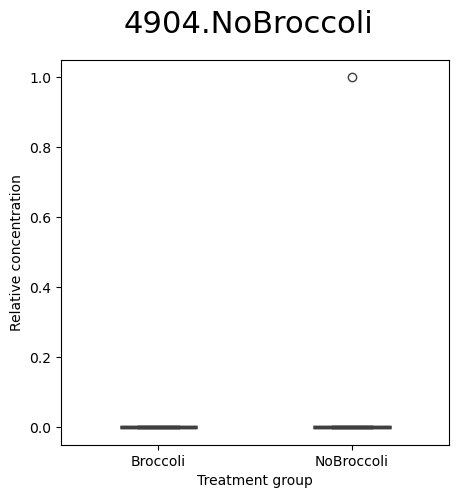 4904.NoBroccoli
1.0
0.8
0.6
0.4
0.2
0.0
Relative concentration
Broccoli
NoBroccoli
Treatment group